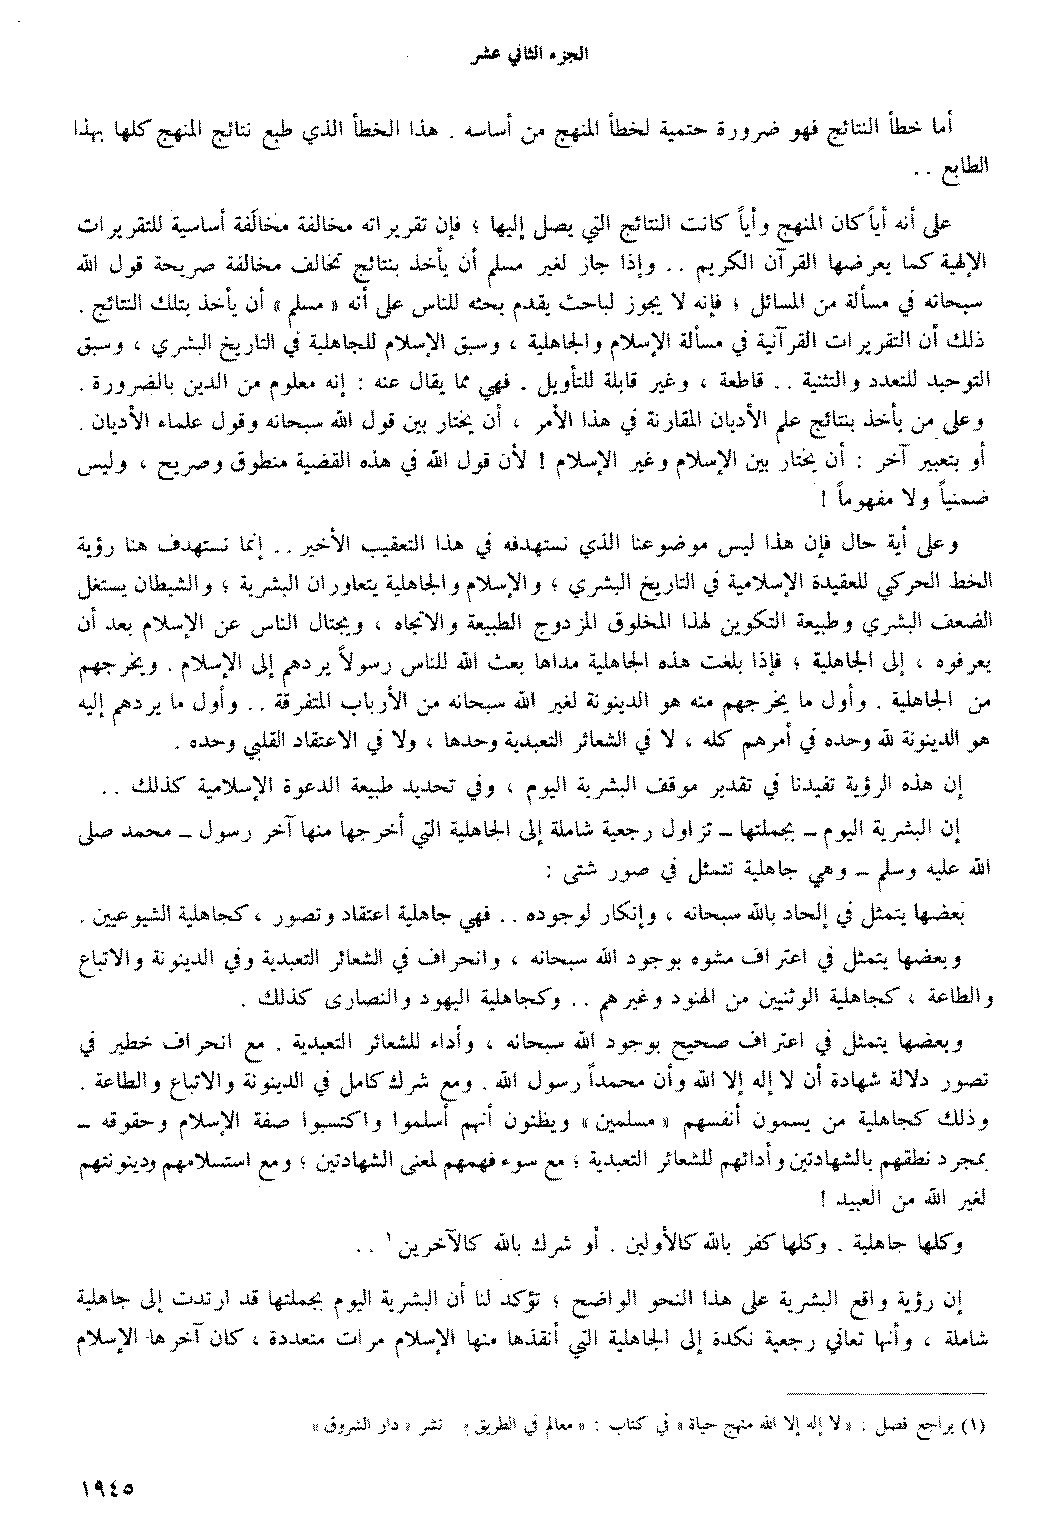 الجزء الثاني عشر
أما خطأ النتائج فهو ضرورة حتمية لخطأ المنهج من أساسه . هذا الخطأ الذي طبع نتائج المنهج كلها بهذا
الطابع . .
على أنه أياً كان المنهج وأياً كانت النتائج التي يصل إليها ؛ فإن تقريراته مخالفة مخالَفة أساسية للتقريرات
الإلهية كما يعرضها القرآن الكريم . . وإذا جاز لغير مسلم أن يأخذ بنتائج تخالف مخالفة صريحة قول الله
سبحانه في مسألة من المسائل ؛ فإنه لا يجوز لباحث يقدم بحثه للناس على أنه « مسلم » أن يأخذ بتلك النتائج .
ذلك أن التقريرات القرآنية في مسألة الإسلام والجاهلية ، وسبق الإسلام للجاهلية في التاريخ البشري ، وسبق
التوحيد للتعدد والتثنية . . قاطعة ، وغير قابلة للتأويل . فهي مما يقال عنه : إنه معلوم من الدين بالضرورة .
وعلى من يأخذ بنتائج علم الأديان المقارنة في هذا الأمر ، أن يختار بين قول الله سبحانه وقول علماء الأديان .
أو بتعبير آخر : أن يختار بين الإسلام وغير الإسلام ! لأن قول الله في هذه القضية منطوق وصريح ، وليس
ضمنياً ولا مفهوماً !
وعلى أية حال فإن هذا ليس موضوعنا الذي نستهدفه في هذا التعقيب الأخير . . إنما نستهدف هنا رؤية
الخط الحركي للعقيدة الإسلامية في التاريخ البشري ؛ والإسلام والجاهلية يتعاوران البشرية ؛ والشيطان يستغل
الضعف البشري وطبيعة التكوين لهذا المخلوق المزدوج الطبيعة والاتجاه ، ويجتال الناس عن الإسلام بعد أن
يعرفوه ، إلى الجاهلية ؛ فإذا بلغت هذه الجاهلية مداها بعث الله للناس رسولاً يردهم إلى الإسلام . ويخرجهم
من الجاهلية . وأول ما يخرجهم منه هو الدينونة لغير الله سبحانه من الأرباب المتفرقة . . وأول ما يردهم إليه
هو الدينونة لله وحده في أمرهم كله ، لا في الشعائر التعبدية وحدها ، ولا في الاعتقاد القلبي وحده .
إن هذه الرؤية تفيدنا في تقدير موقف البشرية اليوم ، وفي تحديد طبيعة الدعوة الإسلامية كذلك . .
إن البشرية اليوم – بجملتها – تزاول رجعية شاملة إلى الجاهلية التي أخرجها منها آخر رسول – محمد صلى
الله عليه وسلم – وهي جاهلية تتمثل في صور شتى :
بعضها يتمثل في إلحاد بالله سبحانه ، وإنكار لوجوده . . فهي جاهلية اعتقاد وتصور ، كجاهلية الشيوعيين .
وبعضها يتمثل في اعتراف مشوه بوجود الله سبحانه ، وانحراف في الشعائر التعبدية وفي الدينونة والاتباع
والطاعة ، كجاهلية الوثنيين من الهنود وغيرهم . . وكجاهلية اليهود والنصارى كذلك .
وبعضها يتمثل في اعتراف صحيح بوجود الله سبحانه ، وأداء للشعائر التعبدية . مع انحراف خطير في
تصور دلالة شهادة أن لا إله إلا الله وأن محمداً رسول الله . ومع شرك كامل في الدينونة والاتباع والطاعة .
وذلك كجاهلية من يسمون أنفسهم « مسلمين » ويظنون أنهم أسلموا واكتسبوا صفة الإسلام وحقوقه –
بمجرد نطقهم بالشهادتين وأدائهم للشعائر التعبدية ؛ مع سوء فهمهم لمعنى الشهادتين ؛ ومع استسلامهم ودينونتهم
لغير الله من العبيد !
وكلها جاهلية . وكلها كفر بالله كالأولين . أو شرك بالله كالآخرين ١ . .
إن رؤية واقع البشرية على هذا النحو الواضح ؛ تؤكد لنا أن البشرية اليوم بجملتها قد ارتدت إلى جاهلية
شاملة ، وأنها تعاني رجعية نكدة إلى الجاهلية التي أنقذها منها الإسلام مرات متعددة ، كان آخرها الإسلام
(١) يراجع فصل : « لا إله إلا الله منهج حياة » في كتاب : « معالم في الطريق » نشر « دار الشروق »
١٩٤٥